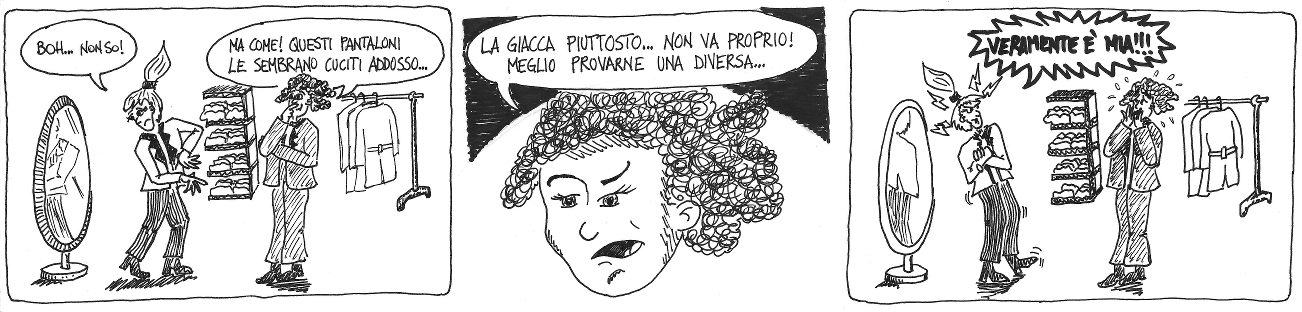 BOH... NON SO!
MA COME! QUESTI PANTALONI
LE SEMBRANO CUCITI ADDOSSO...
LA GIACCA PIUTTOSTO... NON VA PROPRIO!
MEGLIO PROVARNE UNA DIVERSA...
VERAMENTE È MIA!!!